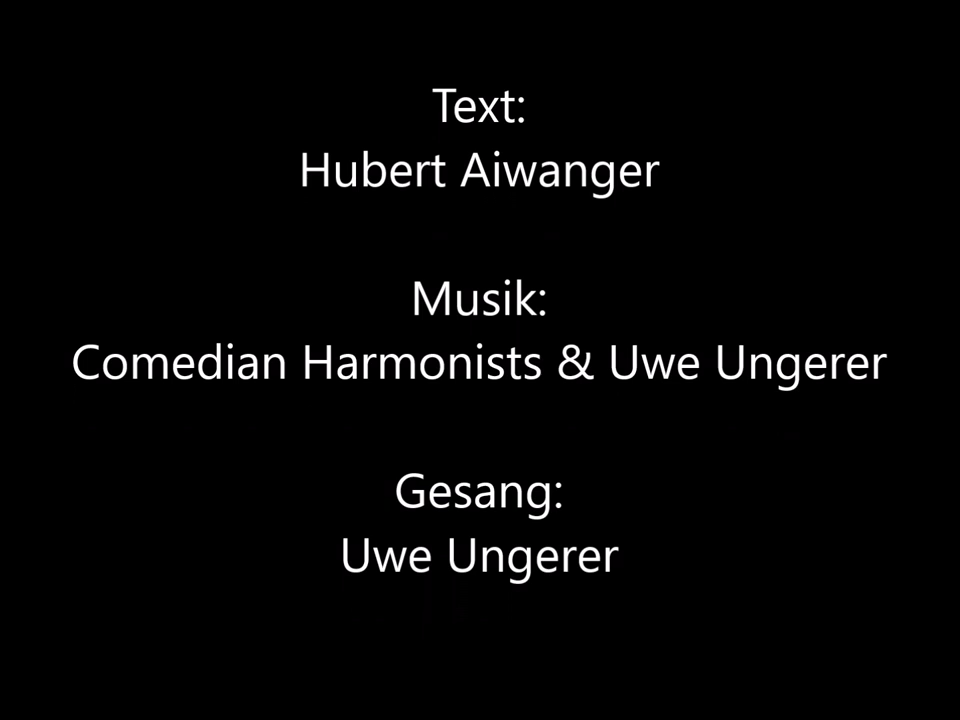 Text:
Hubert Aiwanger
Musik:
Comedian Harmonists & Uwe Ungerer
Gesang:
Uwe Ungerer